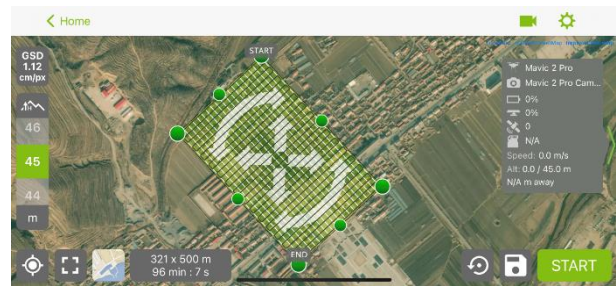 Home
GSD
1.12
cm/px
START
46
45
44
m
Mavic 2 Pro
Mavic 2 Pro Cam...
0%
0%
0
N/A
Speed: 0.0 m/s
Alt: 0.0 / 45.0 m
N/A m away
321 x 500 m
96 min : 7 s
END
START